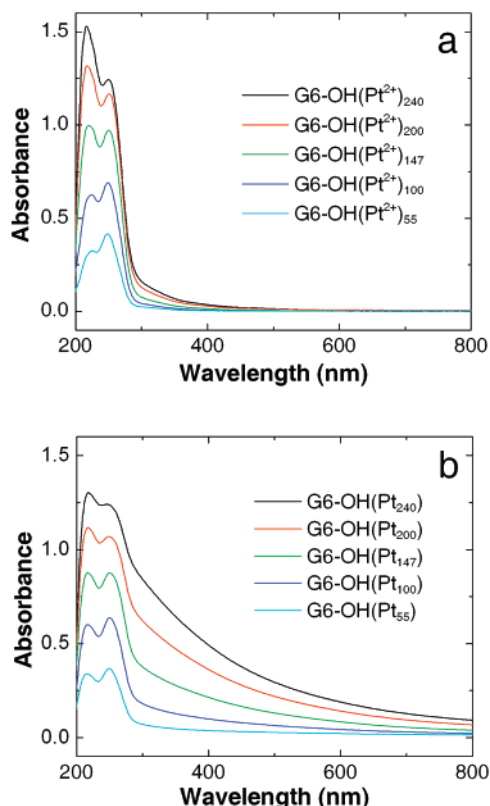 a
1.5
1.0
0.5
0.0
Absorbance
G6-OH(Pt²⁺)₂₄₀
G6-OH(Pt²⁺)₂₀₀
G6-OH(Pt²⁺)₁₄₇
G6-OH(Pt²⁺)₁₀₀
G6-OH(Pt²⁺)₅₅
200 400 600 800
Wavelength (nm)
b
1.5
1.0
0.5
0.0
Absorbance
G6-OH(Pt₂₄₀)
G6-OH(Pt₂₀₀)
G6-OH(Pt₁₄₇)
G6-OH(Pt₁₀₀)
G6-OH(Pt₅₅)
200 400 600 800
Wavelength (nm)